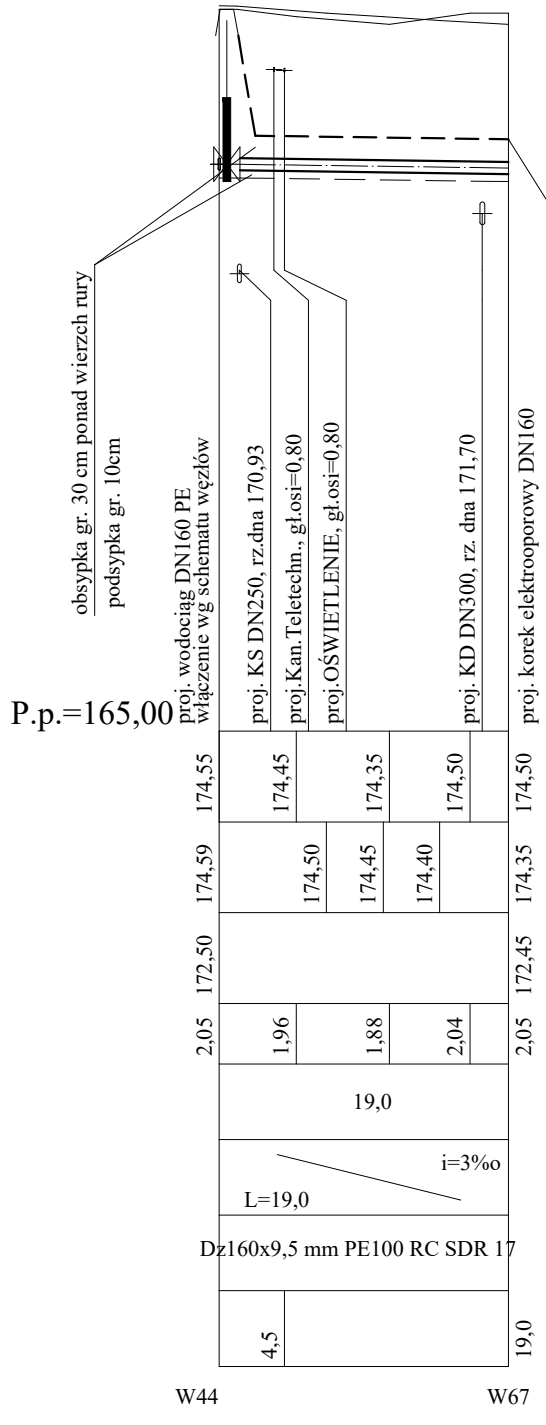 obsypka gr. 30 cm ponad wierzch rury
podsypka gr. 10cm
proj. wodociąg DN160 PE
włączenie wg schematu węzłów
proj. KS DN250, rz.dna 170,93
proj.Kan.Teletechn., gł.osi=0,80
proj.OŚWIETLENIE, gł.osi=0,80
proj. KD DN300, rz. dna 171,70
proj. korek elektrooporowy DN160
P.p.=165,00
174,55 174,45 174,35 174,50 174,50
174,59 174,50 174,45 174,40 174,35
172,50 172,45
2,05 1,96 1,88 2,04 2,05
19,0
i=3%o
L=19,0
Dz160x9,5 mm PE100 RC SDR 17
4,5 19,0
W44 W67